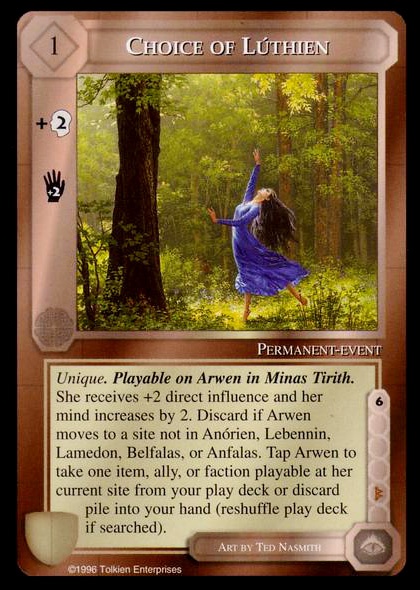 1
CHOICE OF LÚTHIEN
+2
+2
PERMANENT-EVENT
Unique. Playable on Arwen in Minas Tirith.
She receives +2 direct influence and her
mind increases by 2. Discard if Arwen
moves to a site not in Anórien, Lebennin,
Lamedon, Belfalas, or Anfalas. Tap Arwen to
take one item, ally, or faction playable at her
current site from your play deck or discard
pile into your hand (reshuffle play deck
if searched).
6
ART BY TED NASMITH
©1996 Tolkien Enterprises